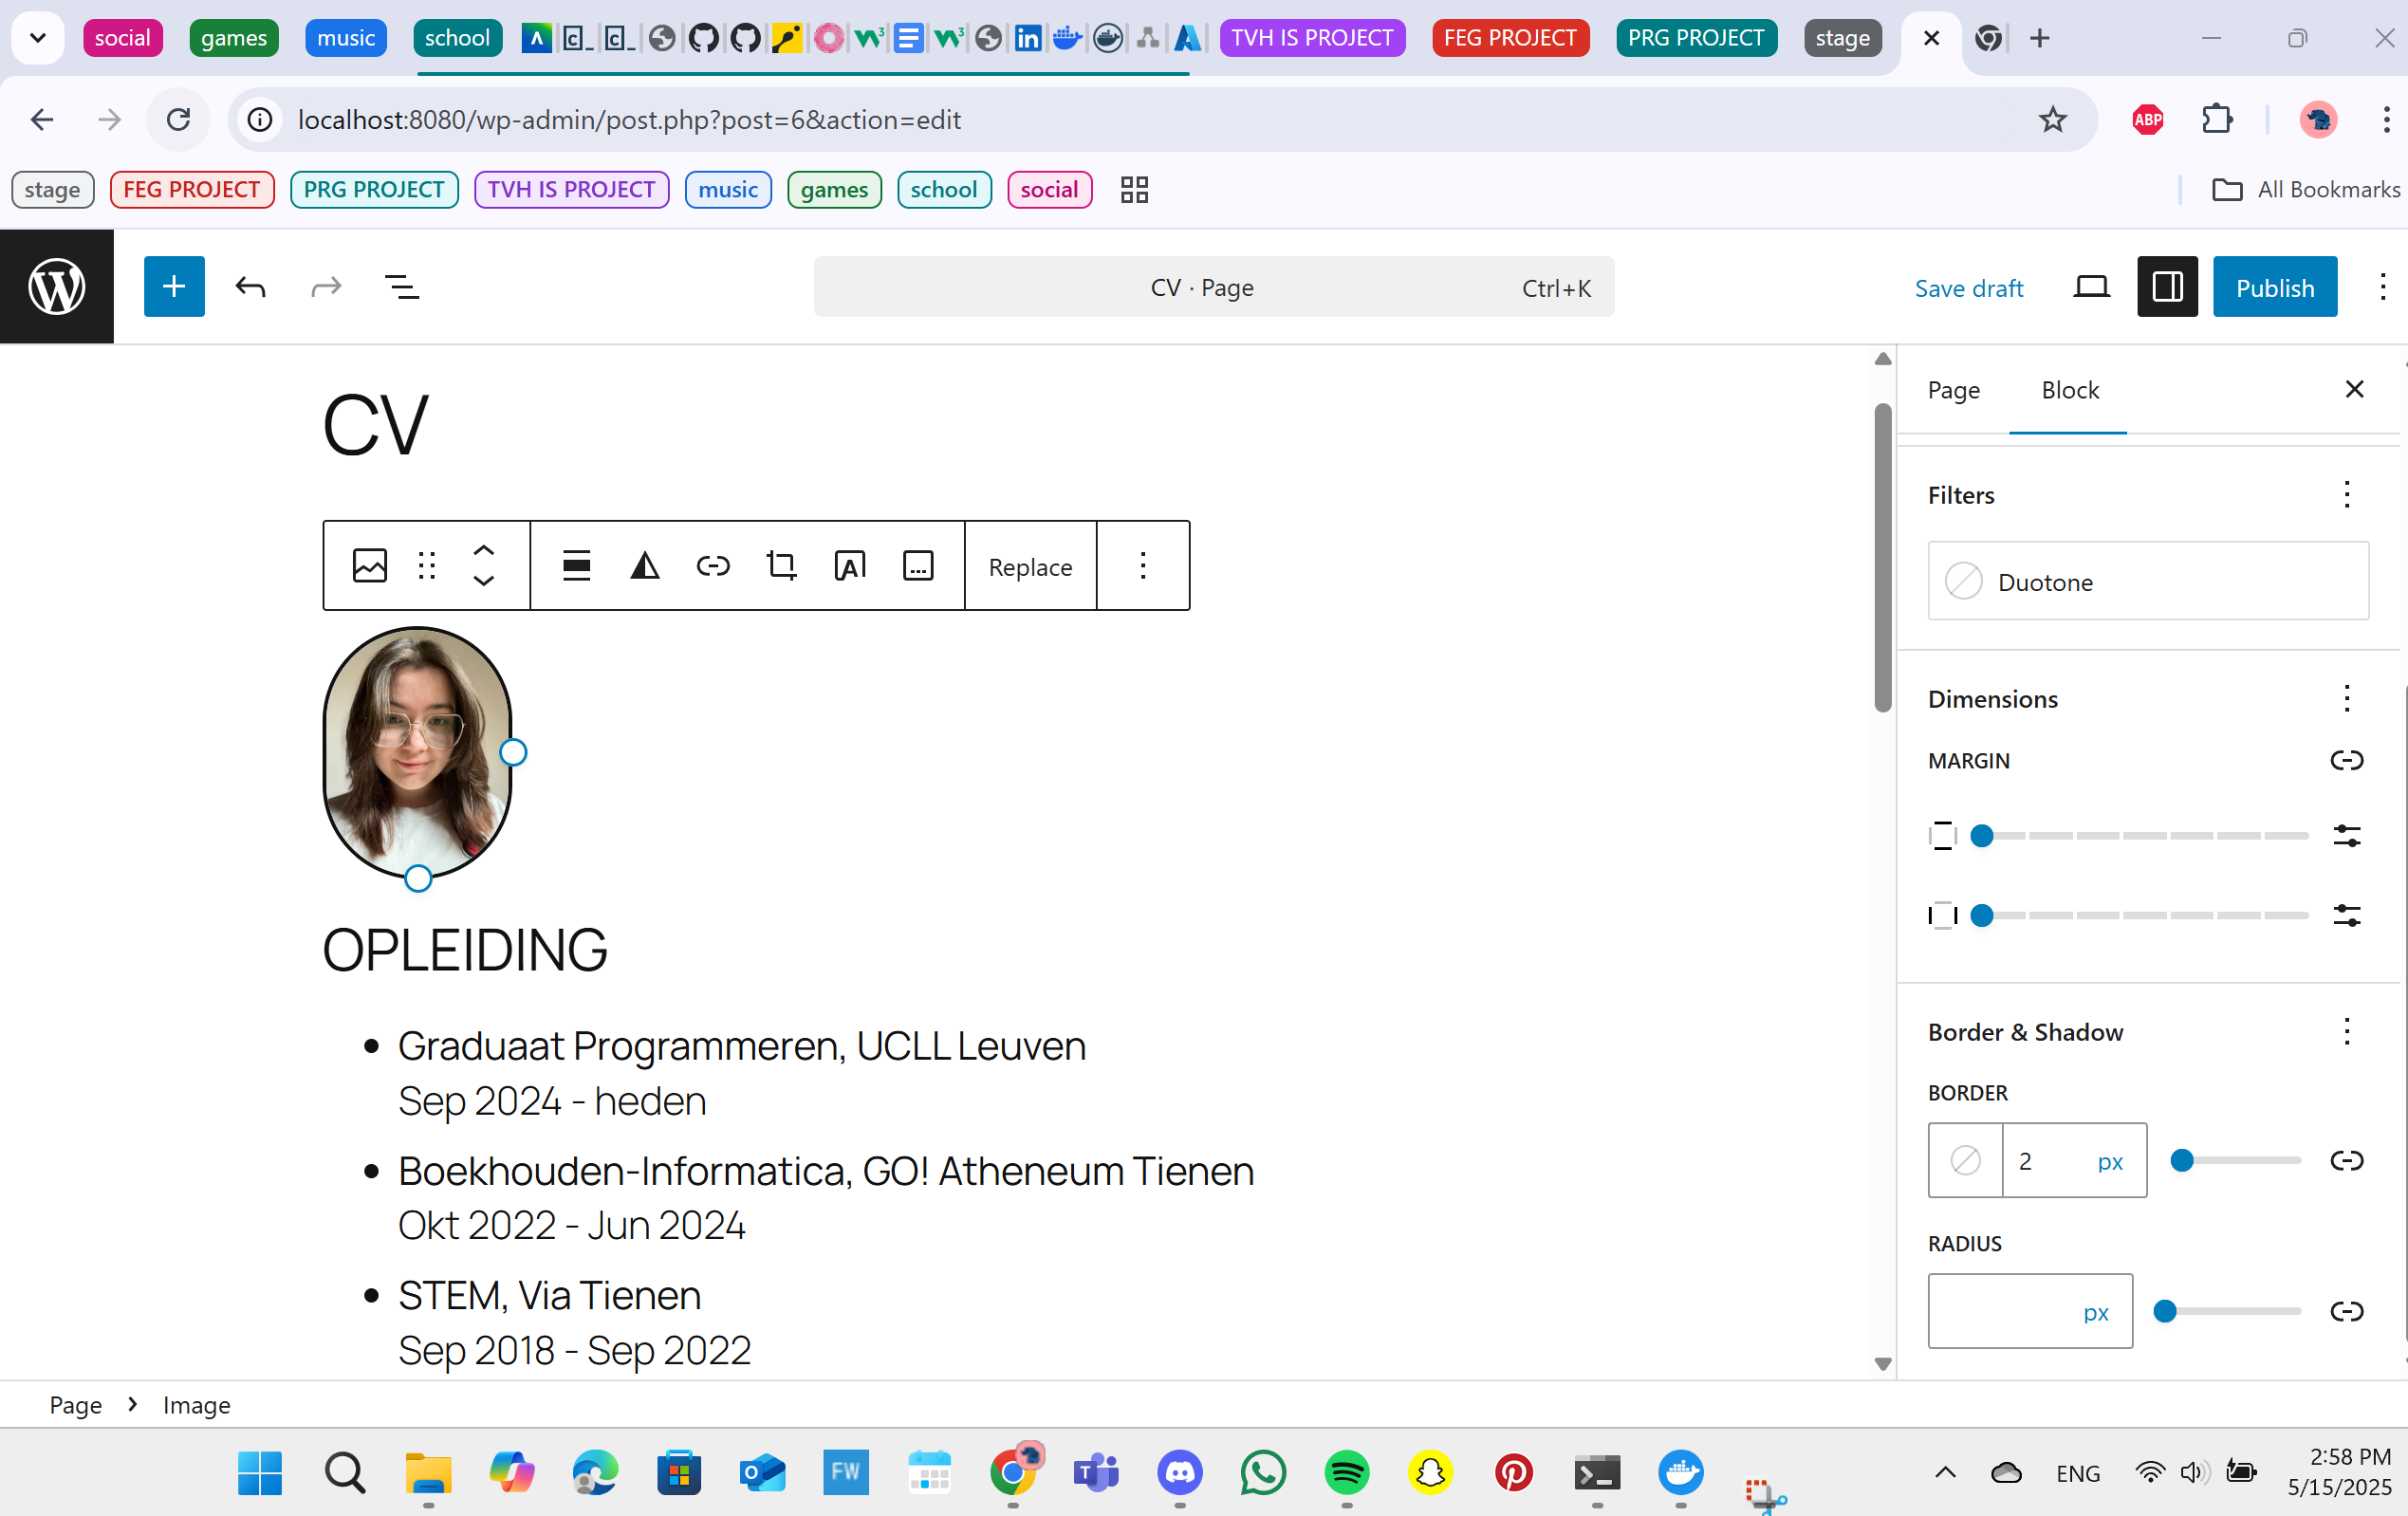 social games music school TVH IS PROJECT FEG PROJECT PRG PROJECT stage
localhost:8080/wp-admin/post.php?post=6&action=edit
ABP
stage FEG PROJECT PRG PROJECT TVH IS PROJECT music games school social All Bookmarks
CV · Page Ctrl+K
Save draft
Publish
CV
Replace
OPLEIDING
Graduaat Programmeren, UCLL Leuven
Sep 2024 - heden
Boekhouden-Informatica, GO! Atheneum Tienen
Okt 2022 - Jun 2024
STEM, Via Tienen
Sep 2018 - Sep 2022
Page Block
Filters
Duotone
Dimensions
MARGIN
Border & Shadow
BORDER
2 px
RADIUS
px
Page › Image
FW
ENG
2:58 PM
5/15/2025